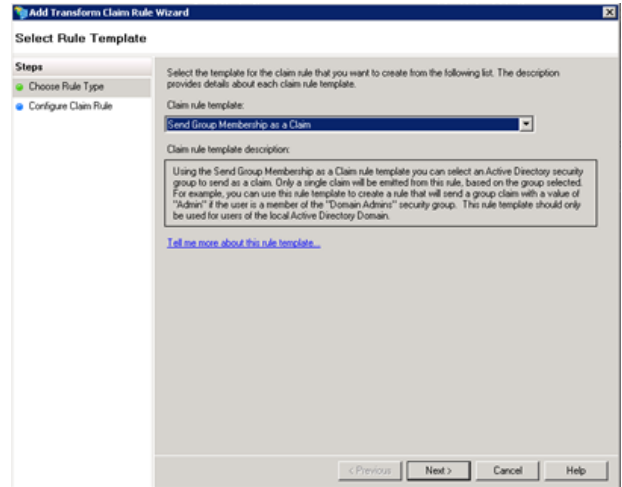 Add Transform Claim Rule Wizard
Select Rule Template
Steps
Choose Rule Type
Configure Claim Rule
Select the template for the claim rule that you want to create from the following list. The description
provides details about each claim rule template.
Claim rule template:
Send Group Membership as a Claim
Claim rule template description:
Using the Send Group Membership as a Claim rule template you can select an Active Directory security
group to send as a claim. Only a single claim will be emitted from this rule, based on the group selected.
For example, you can use this rule template to create a rule that will send a group claim with a value of
"Admin" if the user is a member of the "Domain Admins" security group. This rule template should only
be used for users of the local Active Directory Domain.
Tell me more about this rule template...
< Previous
Next >
Cancel
Help